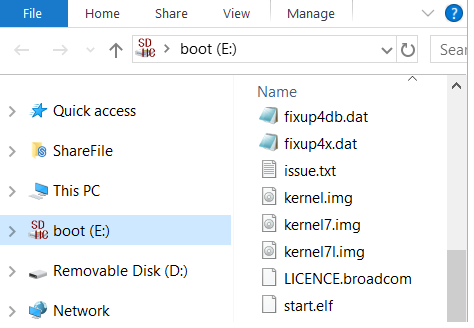 File
Home
Share
View
boot (E:)
Sear
Quick access
ShareFile
This PC
SD
HC
boot (E:)
Removable Disk (D:)
Network
Name
fixup4db.dat
fixup4x.dat
issue.txt
kernel.img
kernel7.img
kernel7l.img
LICENCE.broadcom
start.elf